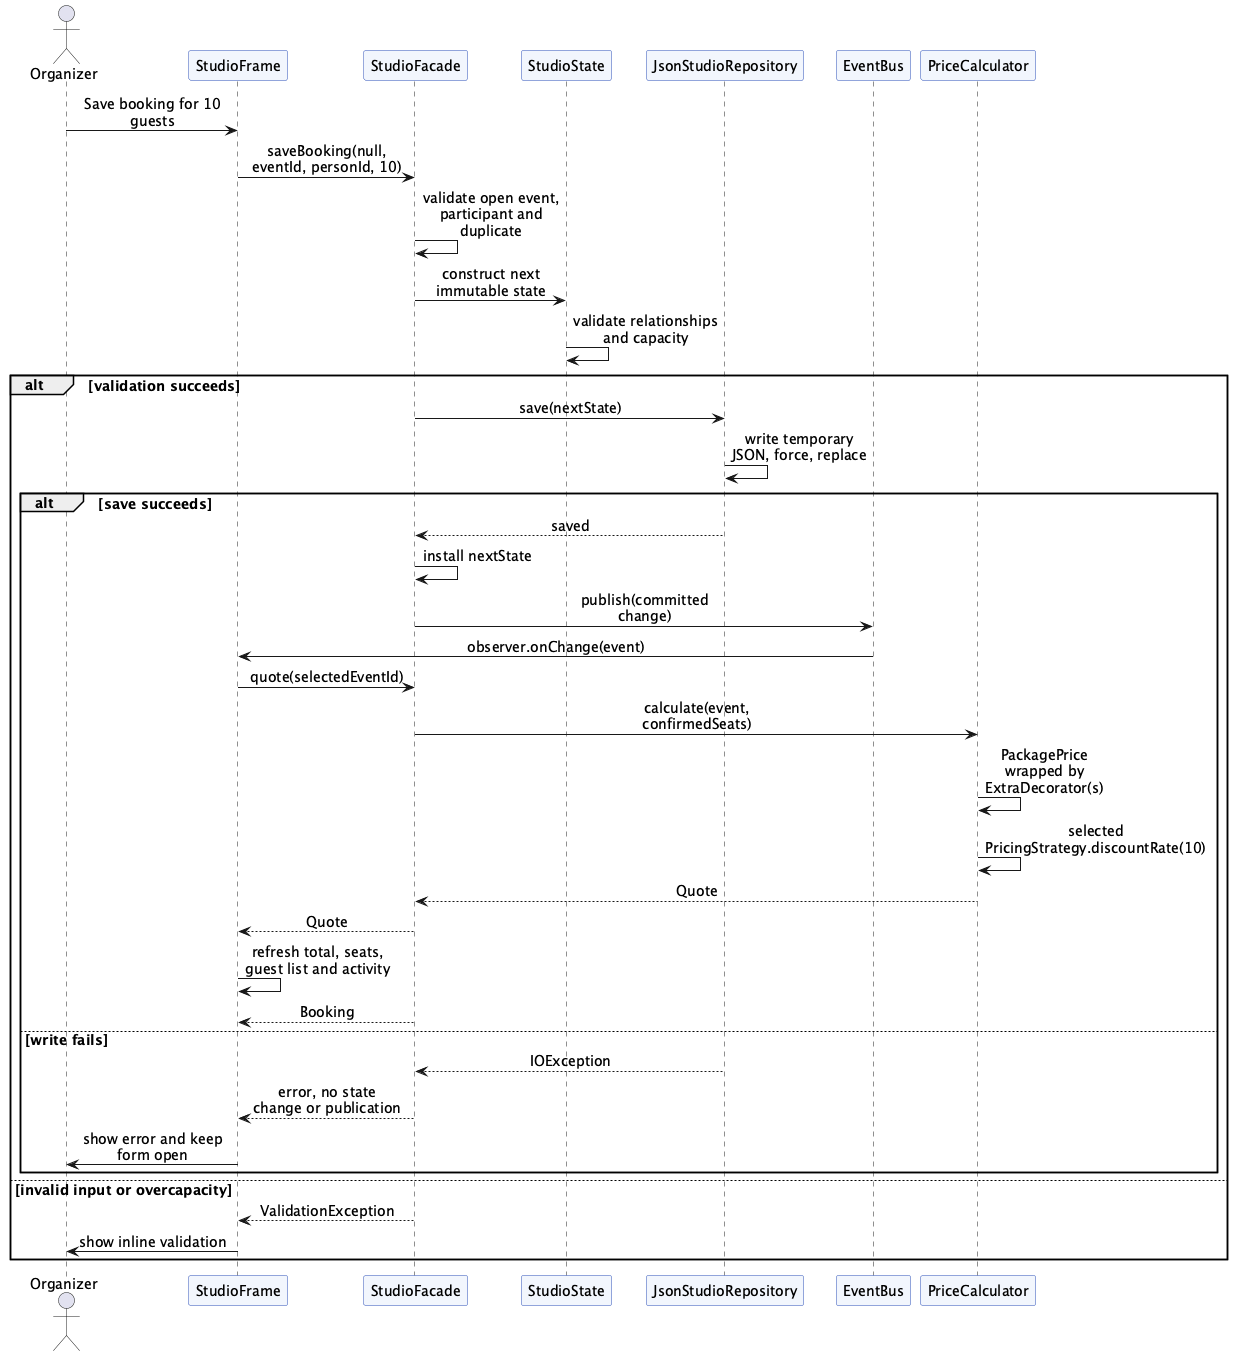 Organizer
StudioFrame
StudioFacade
StudioState
JsonStudioRepository
EventBus
PriceCalculator
Save booking for 10
guests
saveBooking(null,
eventId, personId, 10)
validate open event,
participant and
duplicate
construct next
immutable state
validate relationships
and capacity
alt
[validation succeeds]
save(nextState)
write temporary
JSON, force, replace
alt
[save succeeds]
saved
install nextState
publish(committed
change)
observer.onChange(event)
quote(selectedEventId)
calculate(event,
confirmedSeats)
PackagePrice
wrapped by
ExtraDecorator(s)
selected
PricingStrategy.discountRate(10)
Quote
Quote
refresh total, seats,
guest list and activity
Booking
[write fails]
IOException
error, no state
change or publication
show error and keep
form open
[invalid input or overcapacity]
ValidationException
show inline validation
Organizer
StudioFrame
StudioFacade
StudioState
JsonStudioRepository
EventBus
PriceCalculator